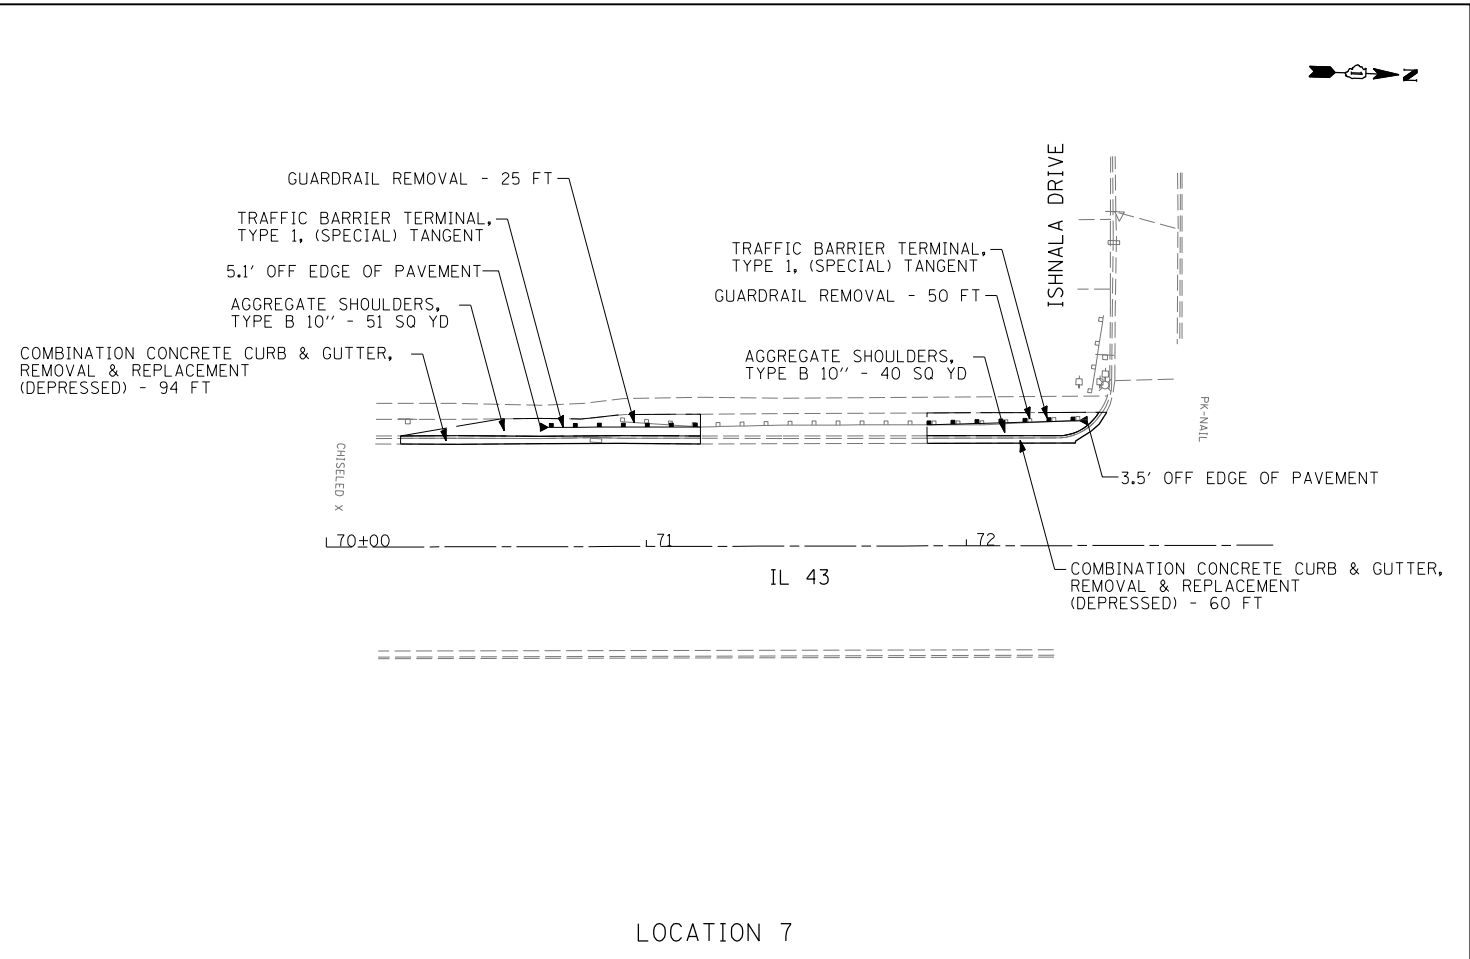 N
GUARDRAIL REMOVAL - 25 FT
TRAFFIC BARRIER TERMINAL,
TYPE 1, (SPECIAL) TANGENT
5.1' OFF EDGE OF PAVEMENT
AGGREGATE SHOULDERS,
TYPE B 10'' - 51 SQ YD
COMBINATION CONCRETE CURB & GUTTER,
REMOVAL & REPLACEMENT
(DEPRESSED) - 94 FT
TRAFFIC BARRIER TERMINAL,
TYPE 1, (SPECIAL) TANGENT
GUARDRAIL REMOVAL - 50 FT
AGGREGATE SHOULDERS,
TYPE B 10'' - 40 SQ YD
ISHNALA DRIVE
PK-NAIL
CHISELED X
3.5' OFF EDGE OF PAVEMENT
70+00
71
72
IL 43
COMBINATION CONCRETE CURB & GUTTER,
REMOVAL & REPLACEMENT
(DEPRESSED) - 60 FT
LOCATION 7